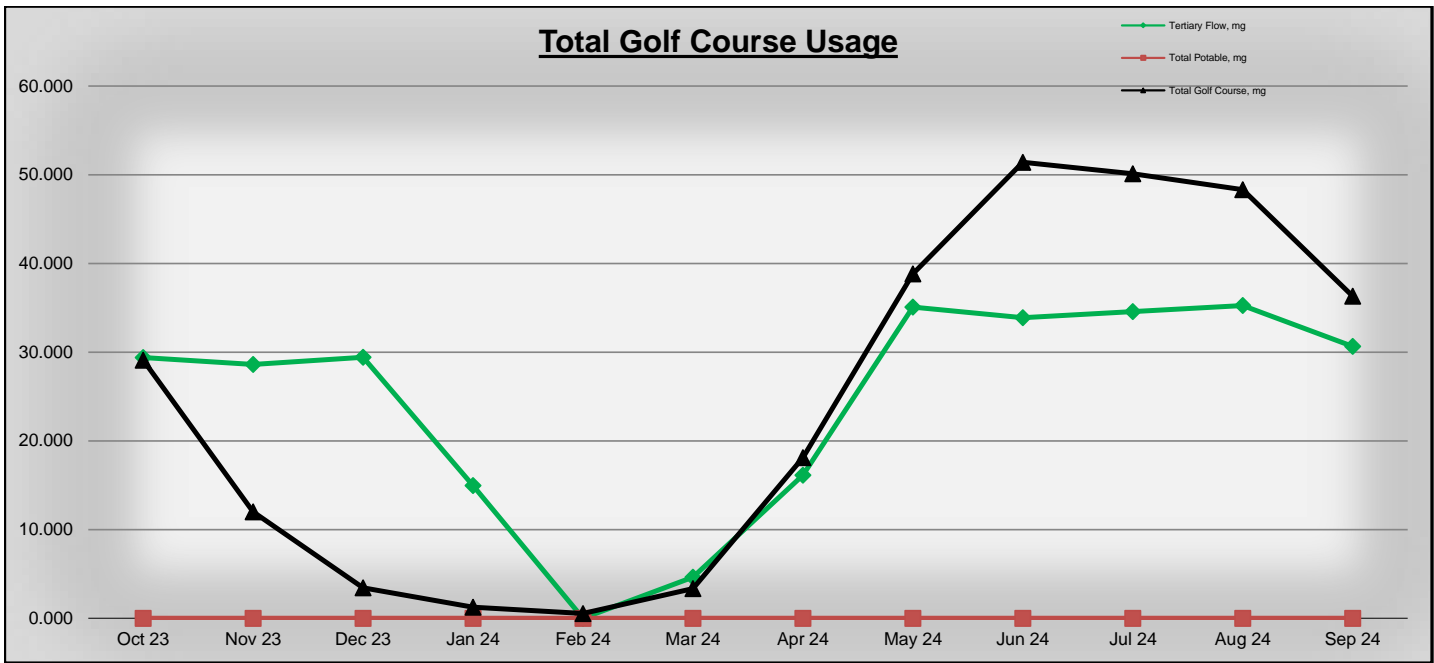 Total Golf Course Usage
Tertiary Flow, mg
Total Potable, mg
Total Golf Course, mg
60.000
50.000
40.000
30.000
20.000
10.000
0.000
Oct 23 Nov 23 Dec 23 Jan 24 Feb 24 Mar 24 Apr 24 May 24 Jun 24 Jul 24 Aug 24 Sep 24